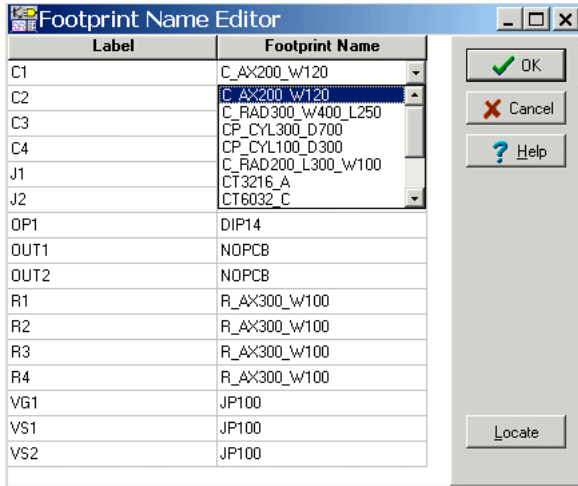 Footprint Name Editor
Label Footprint Name
C1 C_AX200_W120
C2 C_AX200_W120
C_RAD300_W400_L250
C3 CP_CYL300_D700
C4 CP_CYL100_D300
J1 C_RAD200_L300_W100
CT3216_A
J2 CT6032_C
OP1 DIP14
OUT1 NOPCB
OUT2 NOPCB
R1 R_AX300_W100
R2 R_AX300_W100
R3 R_AX300_W100
R4 R_AX300_W100
VG1 JP100
VS1 JP100
VS2 JP100
OK
Cancel
Help
Locate